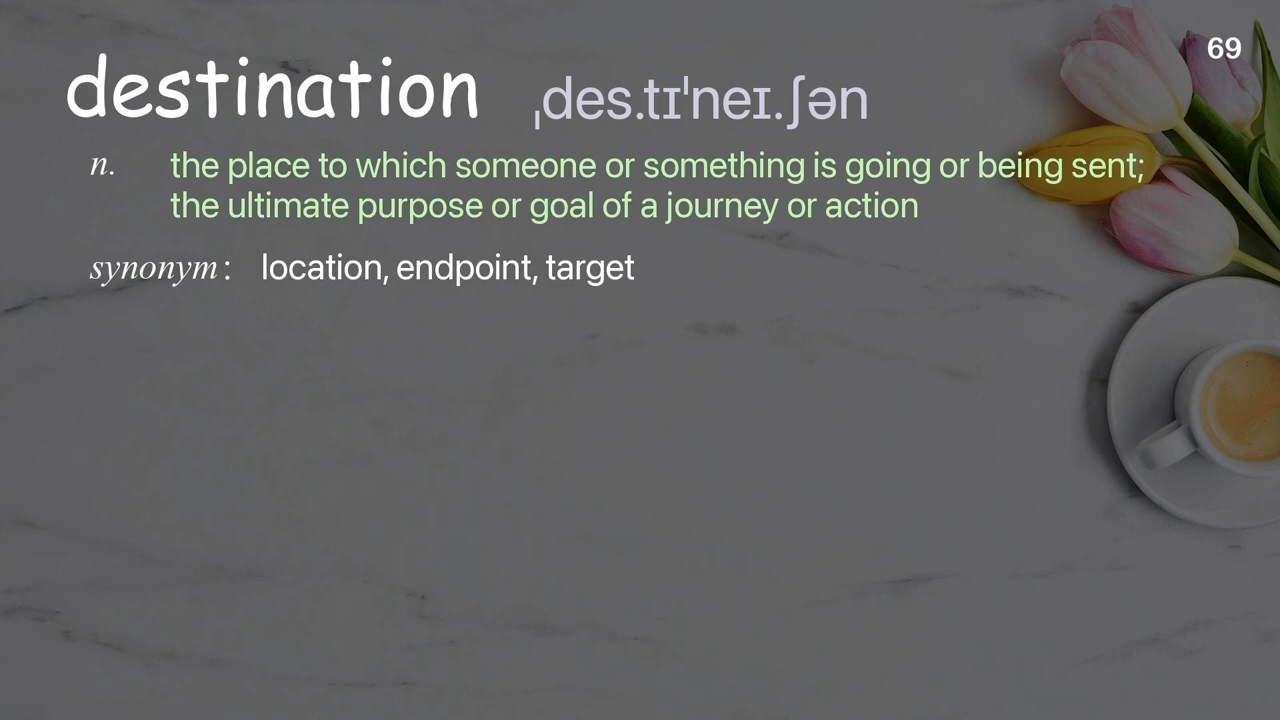 69
destination ˌdes.tɪˈneɪ.ʃən
n. the place to which someone or something is going or being sent;
the ultimate purpose or goal of a journey or action
synonym: location, endpoint, target